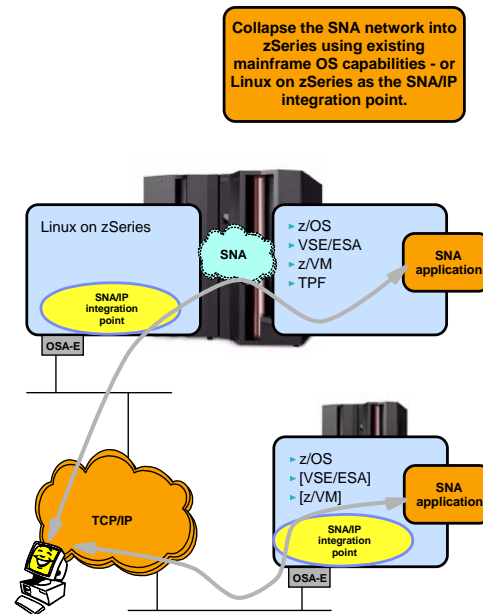 Collapse the SNA network into
zSeries using existing
mainframe OS capabilities - or
Linux on zSeries as the SNA/IP
integration point.
Linux on zSeries
SNA
z/OS
VSE/ESA
z/VM
TPF
SNA
application
SNA/IP
integration
point
OSA-E
z/OS
[VSE/ESA]
[z/VM]
SNA
application
TCP/IP
SNA/IP
integration
point
OSA-E